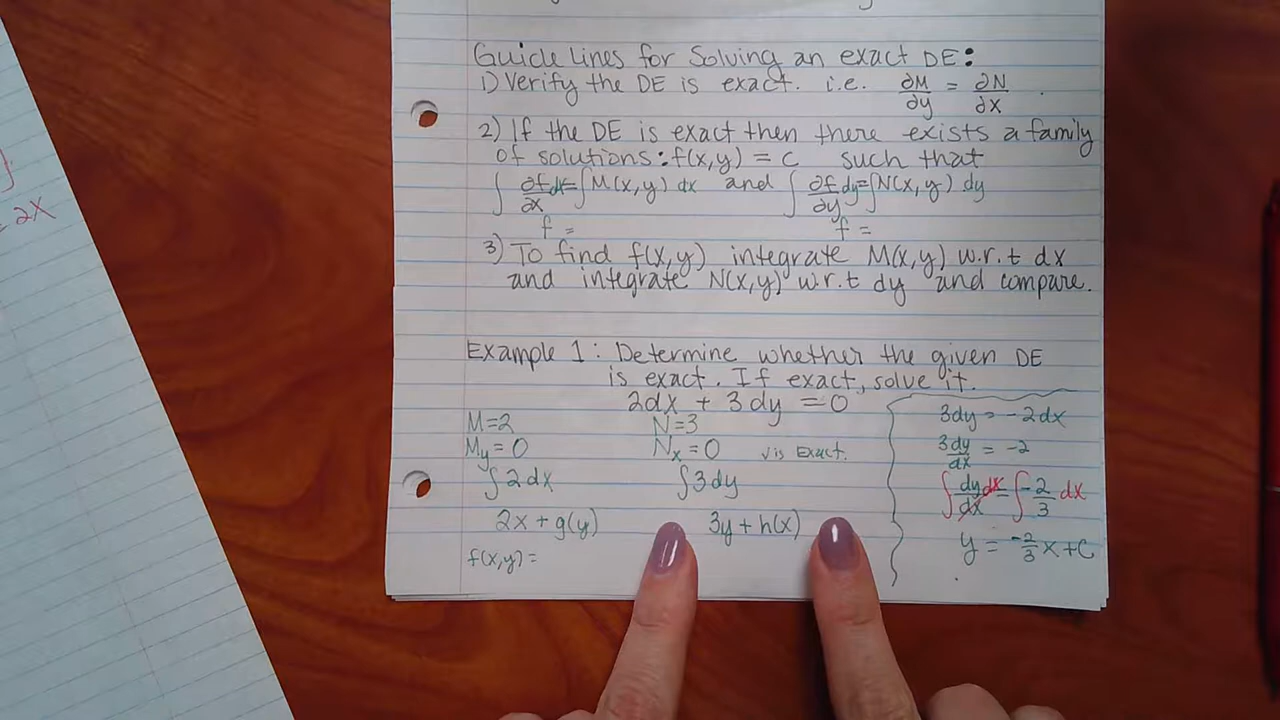 Guide lines for Solving an exact DE:
1) Verify the DE is exact. i.e. ∂M/∂y = ∂N/∂x.
2) If the DE is exact then there exists a family
of solutions: f(x,y) = C such that
∫ ∂f/∂x dx = ∫ M(x,y) dx and ∫ ∂f/∂y dy = ∫ N(x,y) dy
f = f =
3) To find f(x,y) integrate M(x,y) w.r.t dx
and integrate N(x,y) w.r.t dy and compare.
Example 1: Determine whether the given DE
is exact. If exact, solve it.
2dx + 3dy = 0
M=2 N=3
My = 0 Nx = 0 √ is Exact.
∫2dx ∫3dy
2x + g(y) 3y + h(x)
f(x,y) =
3dy = -2dx
3dy/dx = -2
∫ dy/dx dx = ∫ -2/3 dx
y = -2/3 x + C
= 2x